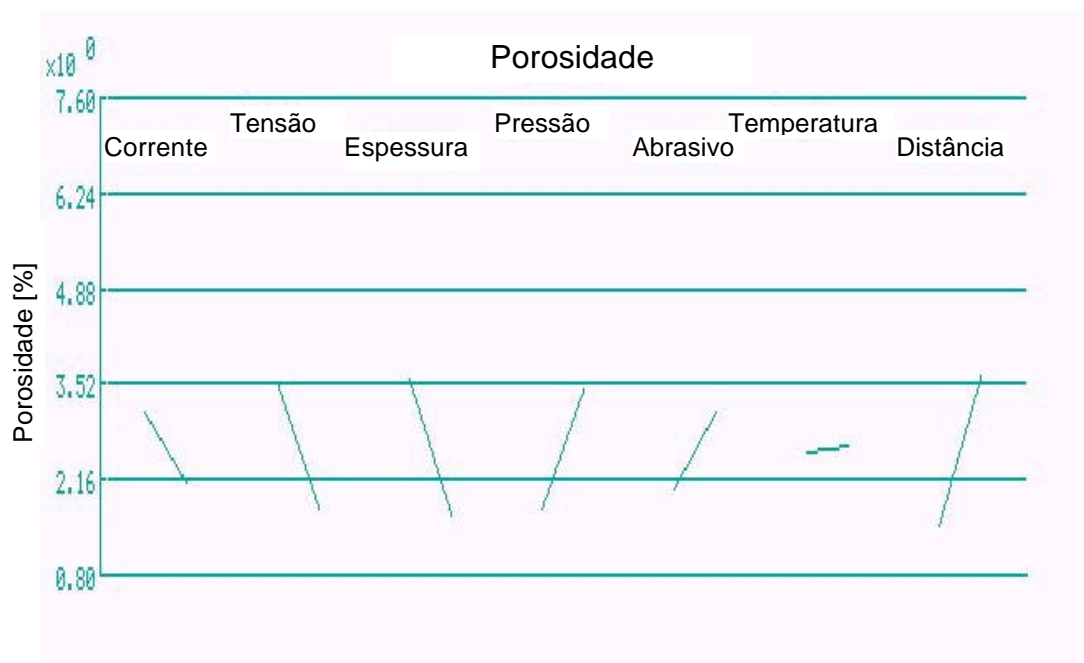 x10 0
Porosidade
7.60
Tensão Pressão Temperatura
Corrente Espessura Abrasivo Distância
6.24
4.88
3.52
2.16
0.80
Porosidade [%]